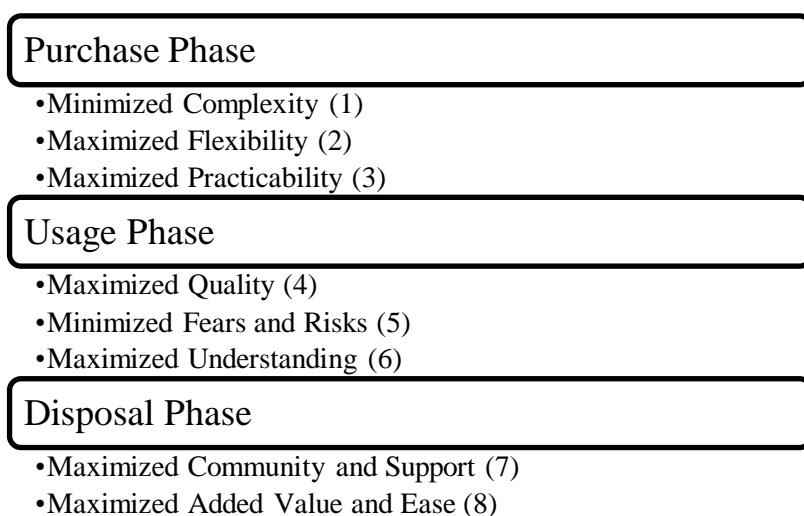 Purchase Phase
•Minimized Complexity (1)
•Maximized Flexibility (2)
•Maximized Practicability (3)
Usage Phase
•Maximized Quality (4)
•Minimized Fears and Risks (5)
•Maximized Understanding (6)
Disposal Phase
•Maximized Community and Support (7)
•Maximized Added Value and Ease (8)